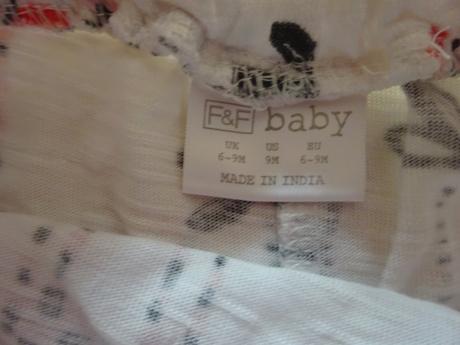 F&F baby
UK US EU
6-9M 9M 6-9M
MADE IN INDIA